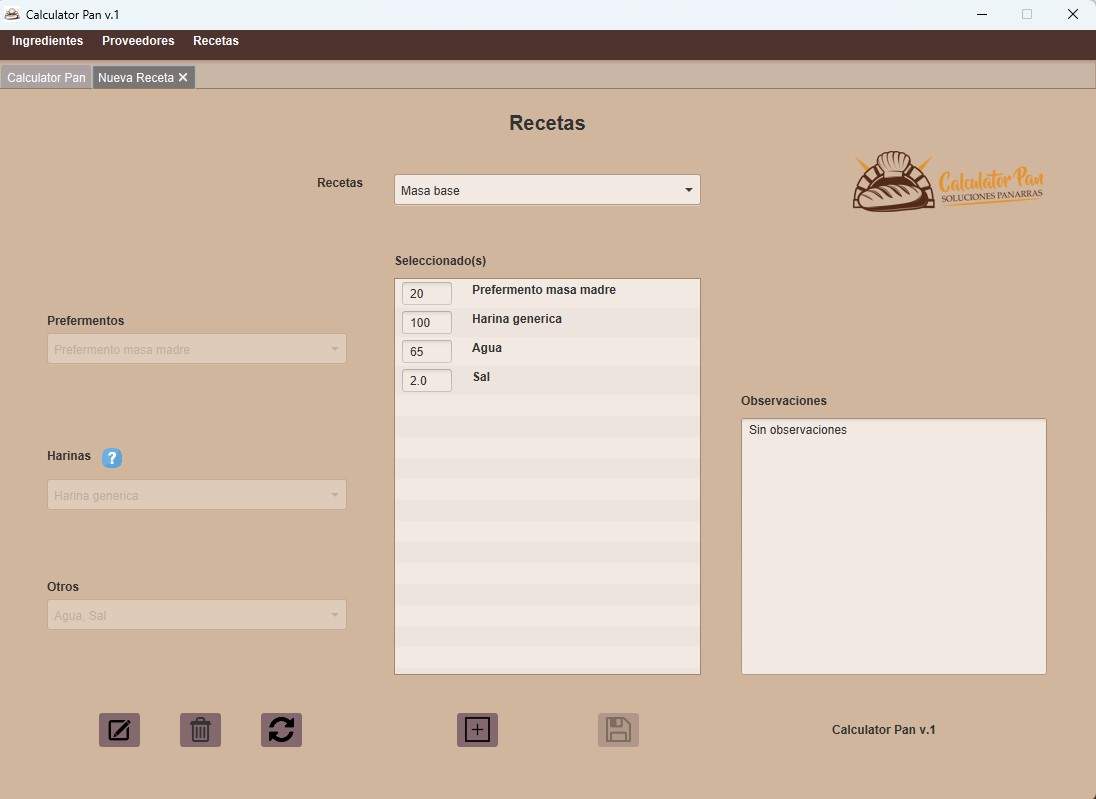 Calculator Pan v.1
Ingredientes Proveedores Recetas
Calculator Pan Nueva Receta
Recetas
Recetas Masa base
Calculator Pan
SOLUCIONES PANARRAS
Seleccionado(s)
20 Prefermento masa madre
100 Harina generica
65 Agua
2.0 Sal
Prefermentos
Prefermento masa madre
Harinas ?
Harina generica
Otros
Agua, Sal
Observaciones
Sin observaciones
Calculator Pan v.1